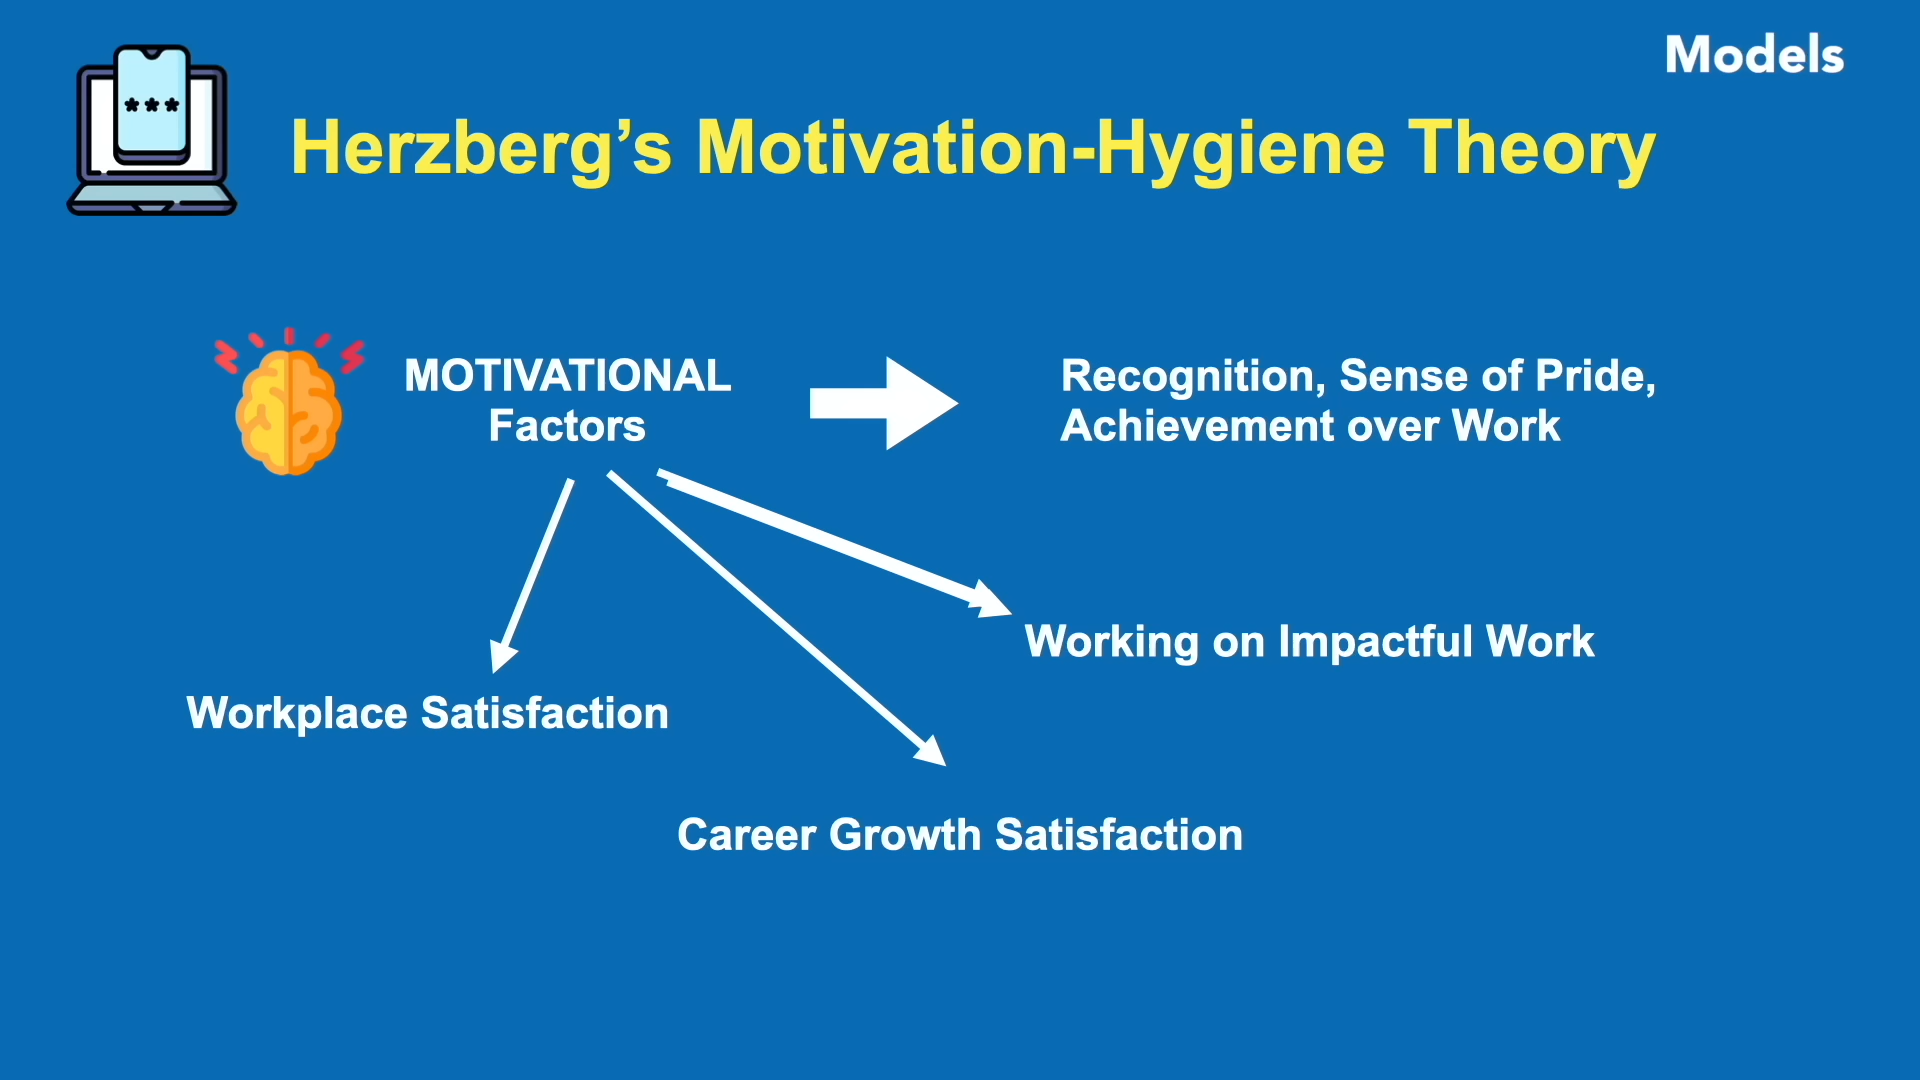 Models
Herzberg’s Motivation-Hygiene Theory
MOTIVATIONAL
Factors
Recognition, Sense of Pride,
Achievement over Work
Working on Impactful Work
Workplace Satisfaction
Career Growth Satisfaction